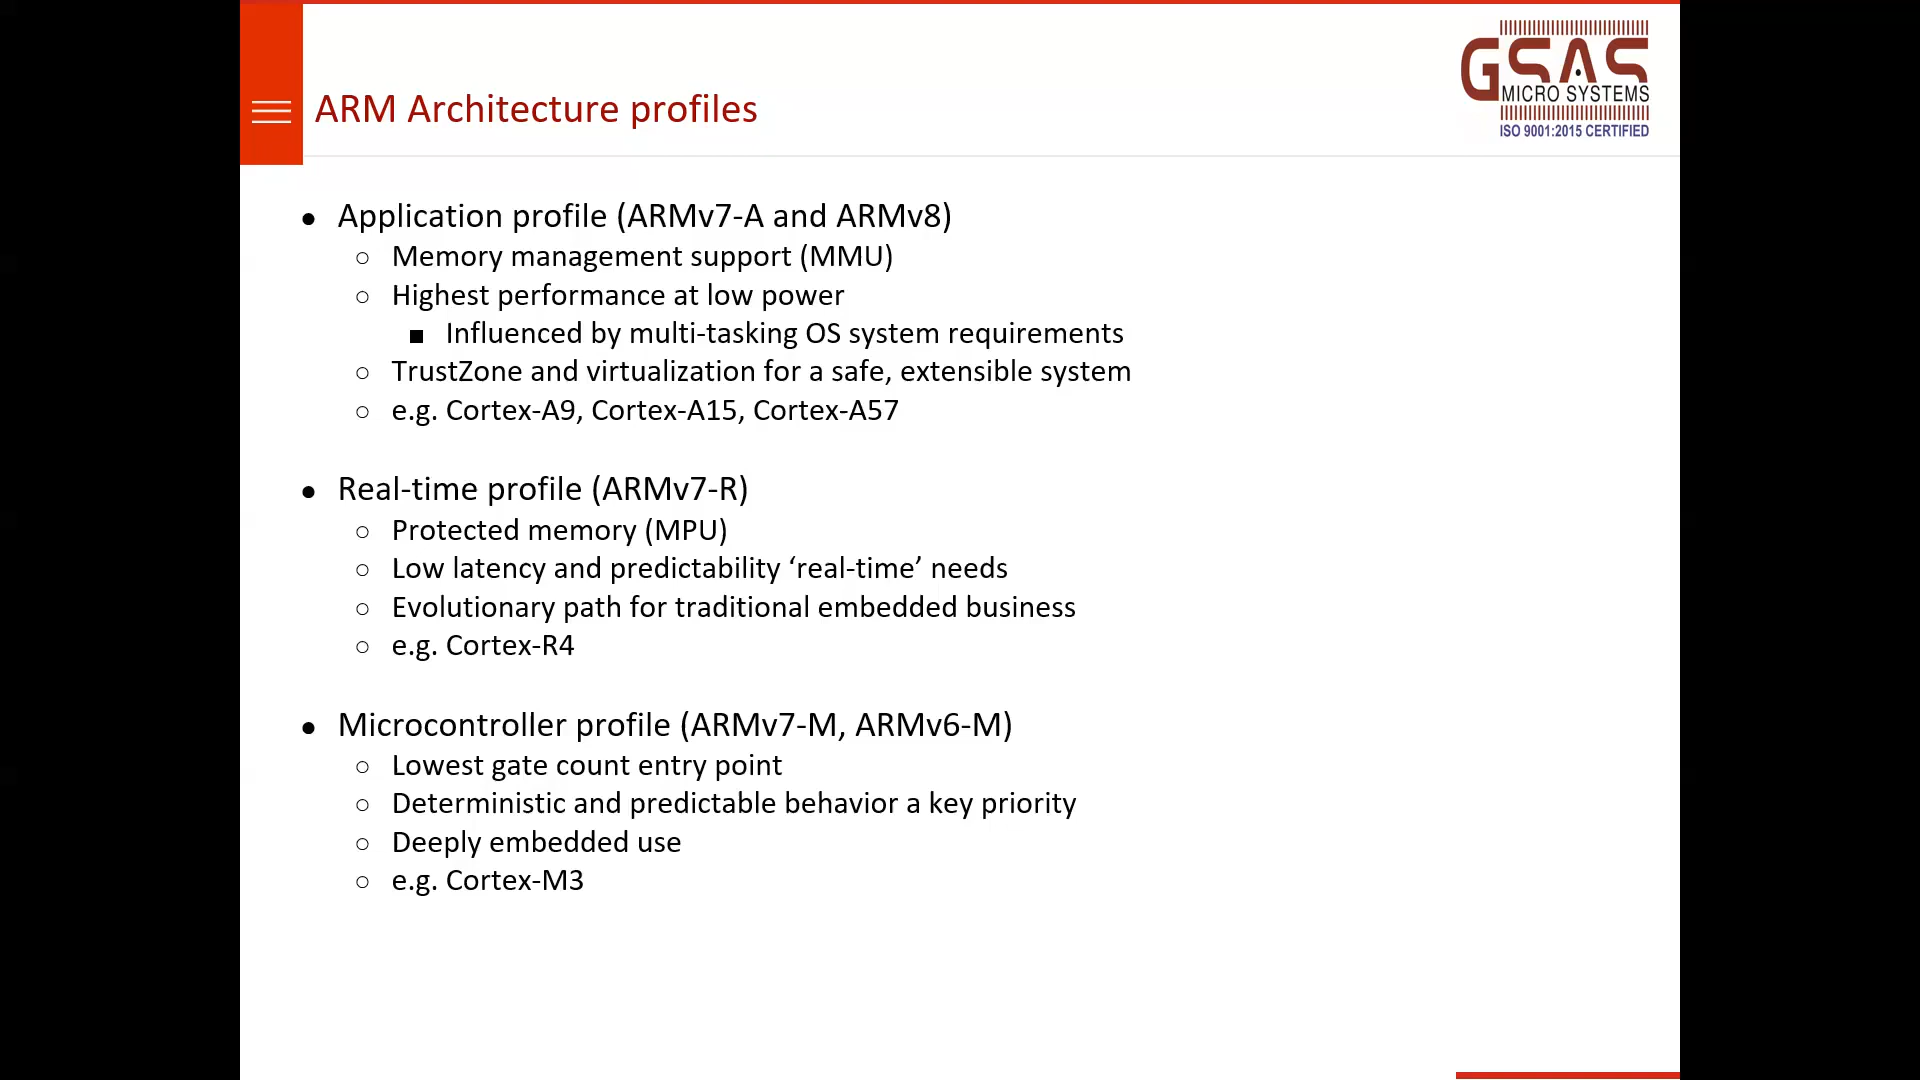 GSAS
MICRO SYSTEMS
ISO 9001:2015 CERTIFIED
ARM Architecture profiles
● Application profile (ARMv7-A and ARMv8)
○ Memory management support (MMU)
○ Highest performance at low power
■ Influenced by multi-tasking OS system requirements
○ TrustZone and virtualization for a safe, extensible system
○ e.g. Cortex-A9, Cortex-A15, Cortex-A57
● Real-time profile (ARMv7-R)
○ Protected memory (MPU)
○ Low latency and predictability ‘real-time’ needs
○ Evolutionary path for traditional embedded business
○ e.g. Cortex-R4
● Microcontroller profile (ARMv7-M, ARMv6-M)
○ Lowest gate count entry point
○ Deterministic and predictable behavior a key priority
○ Deeply embedded use
○ e.g. Cortex-M3